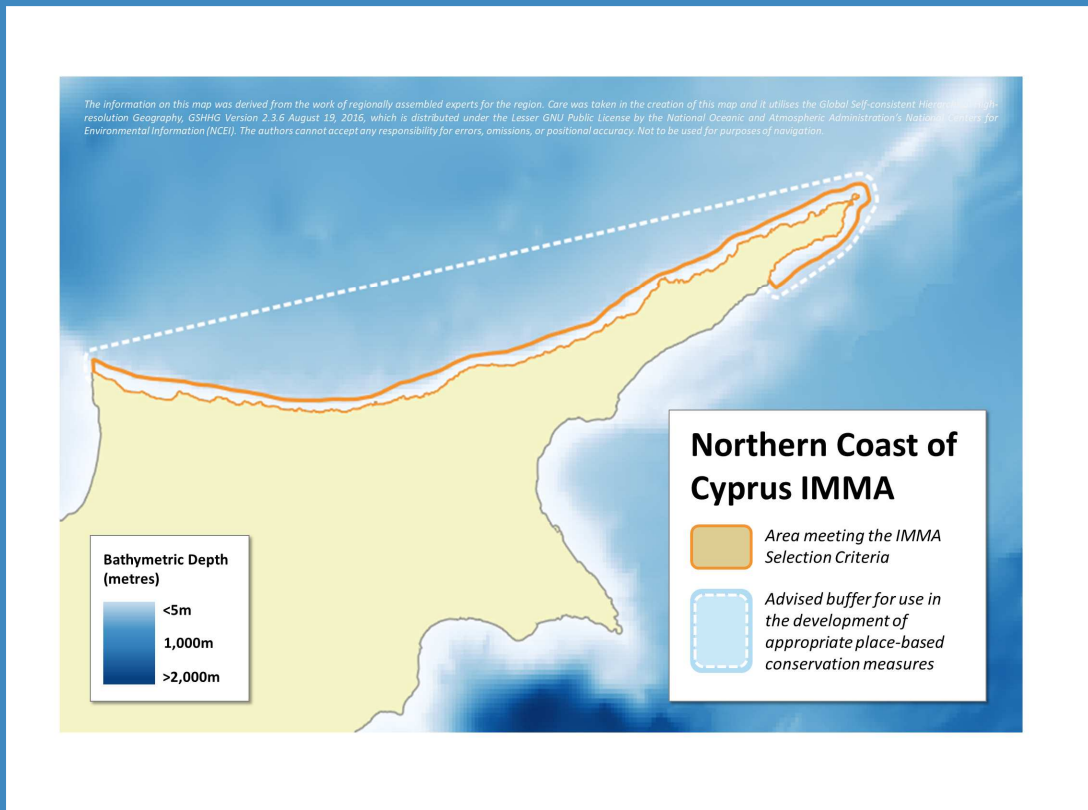 The information on this map was derived from the work of regionally assembled experts for the region. Care was taken in the creation of this map and it utilises the Global Self-consistent Hierarchical High-
resolution Geography, GSHHG Version 2.3.6 August 19, 2016, which is distributed under the Lesser GNU Public License by the National Oceanic and Atmospheric Administration's National Centers for
Environmental Information (NCEI). The authors cannot accept any responsibility for errors, omissions, or positional accuracy. Not to be used for purposes of navigation.
Northern Coast of
Cyprus IMMA
Area meeting the IMMA
Selection Criteria
Advised buffer for use in
the development of
appropriate place-based
conservation measures
Bathymetric Depth
(metres)
<5m
1,000m
>2,000m